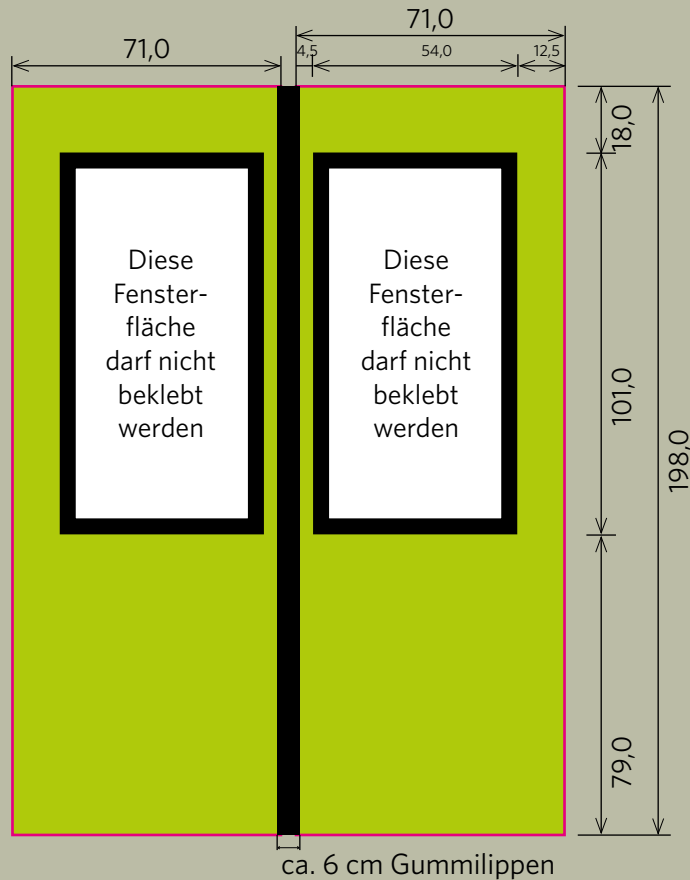 71,0
71,0
4,5
54,0
12,5
18,0
Diese
Fenster-
fläche
darf nicht
beklebt
werden
Diese
Fenster-
fläche
darf nicht
beklebt
werden
101,0
198,0
79,0
ca. 6 cm Gummilippen